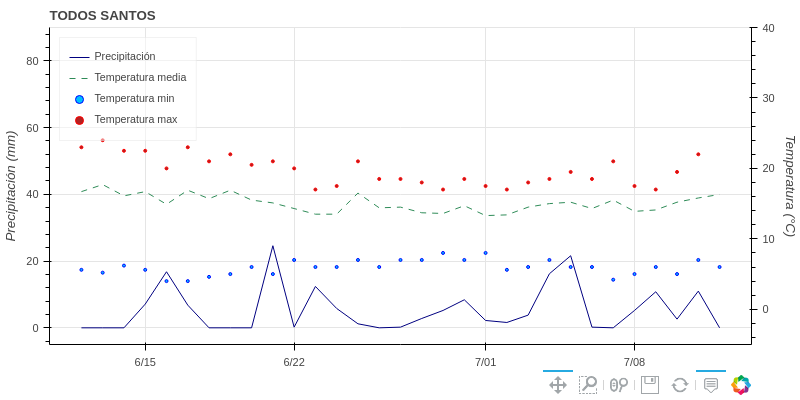 TODOS SANTOS
Precipitación
Temperatura media
Temperatura min
Temperatura max
Precipitación (mm)
80
60
40
20
0
Temperatura (°C)
40
30
20
10
0
6/15
6/22
7/01
7/08